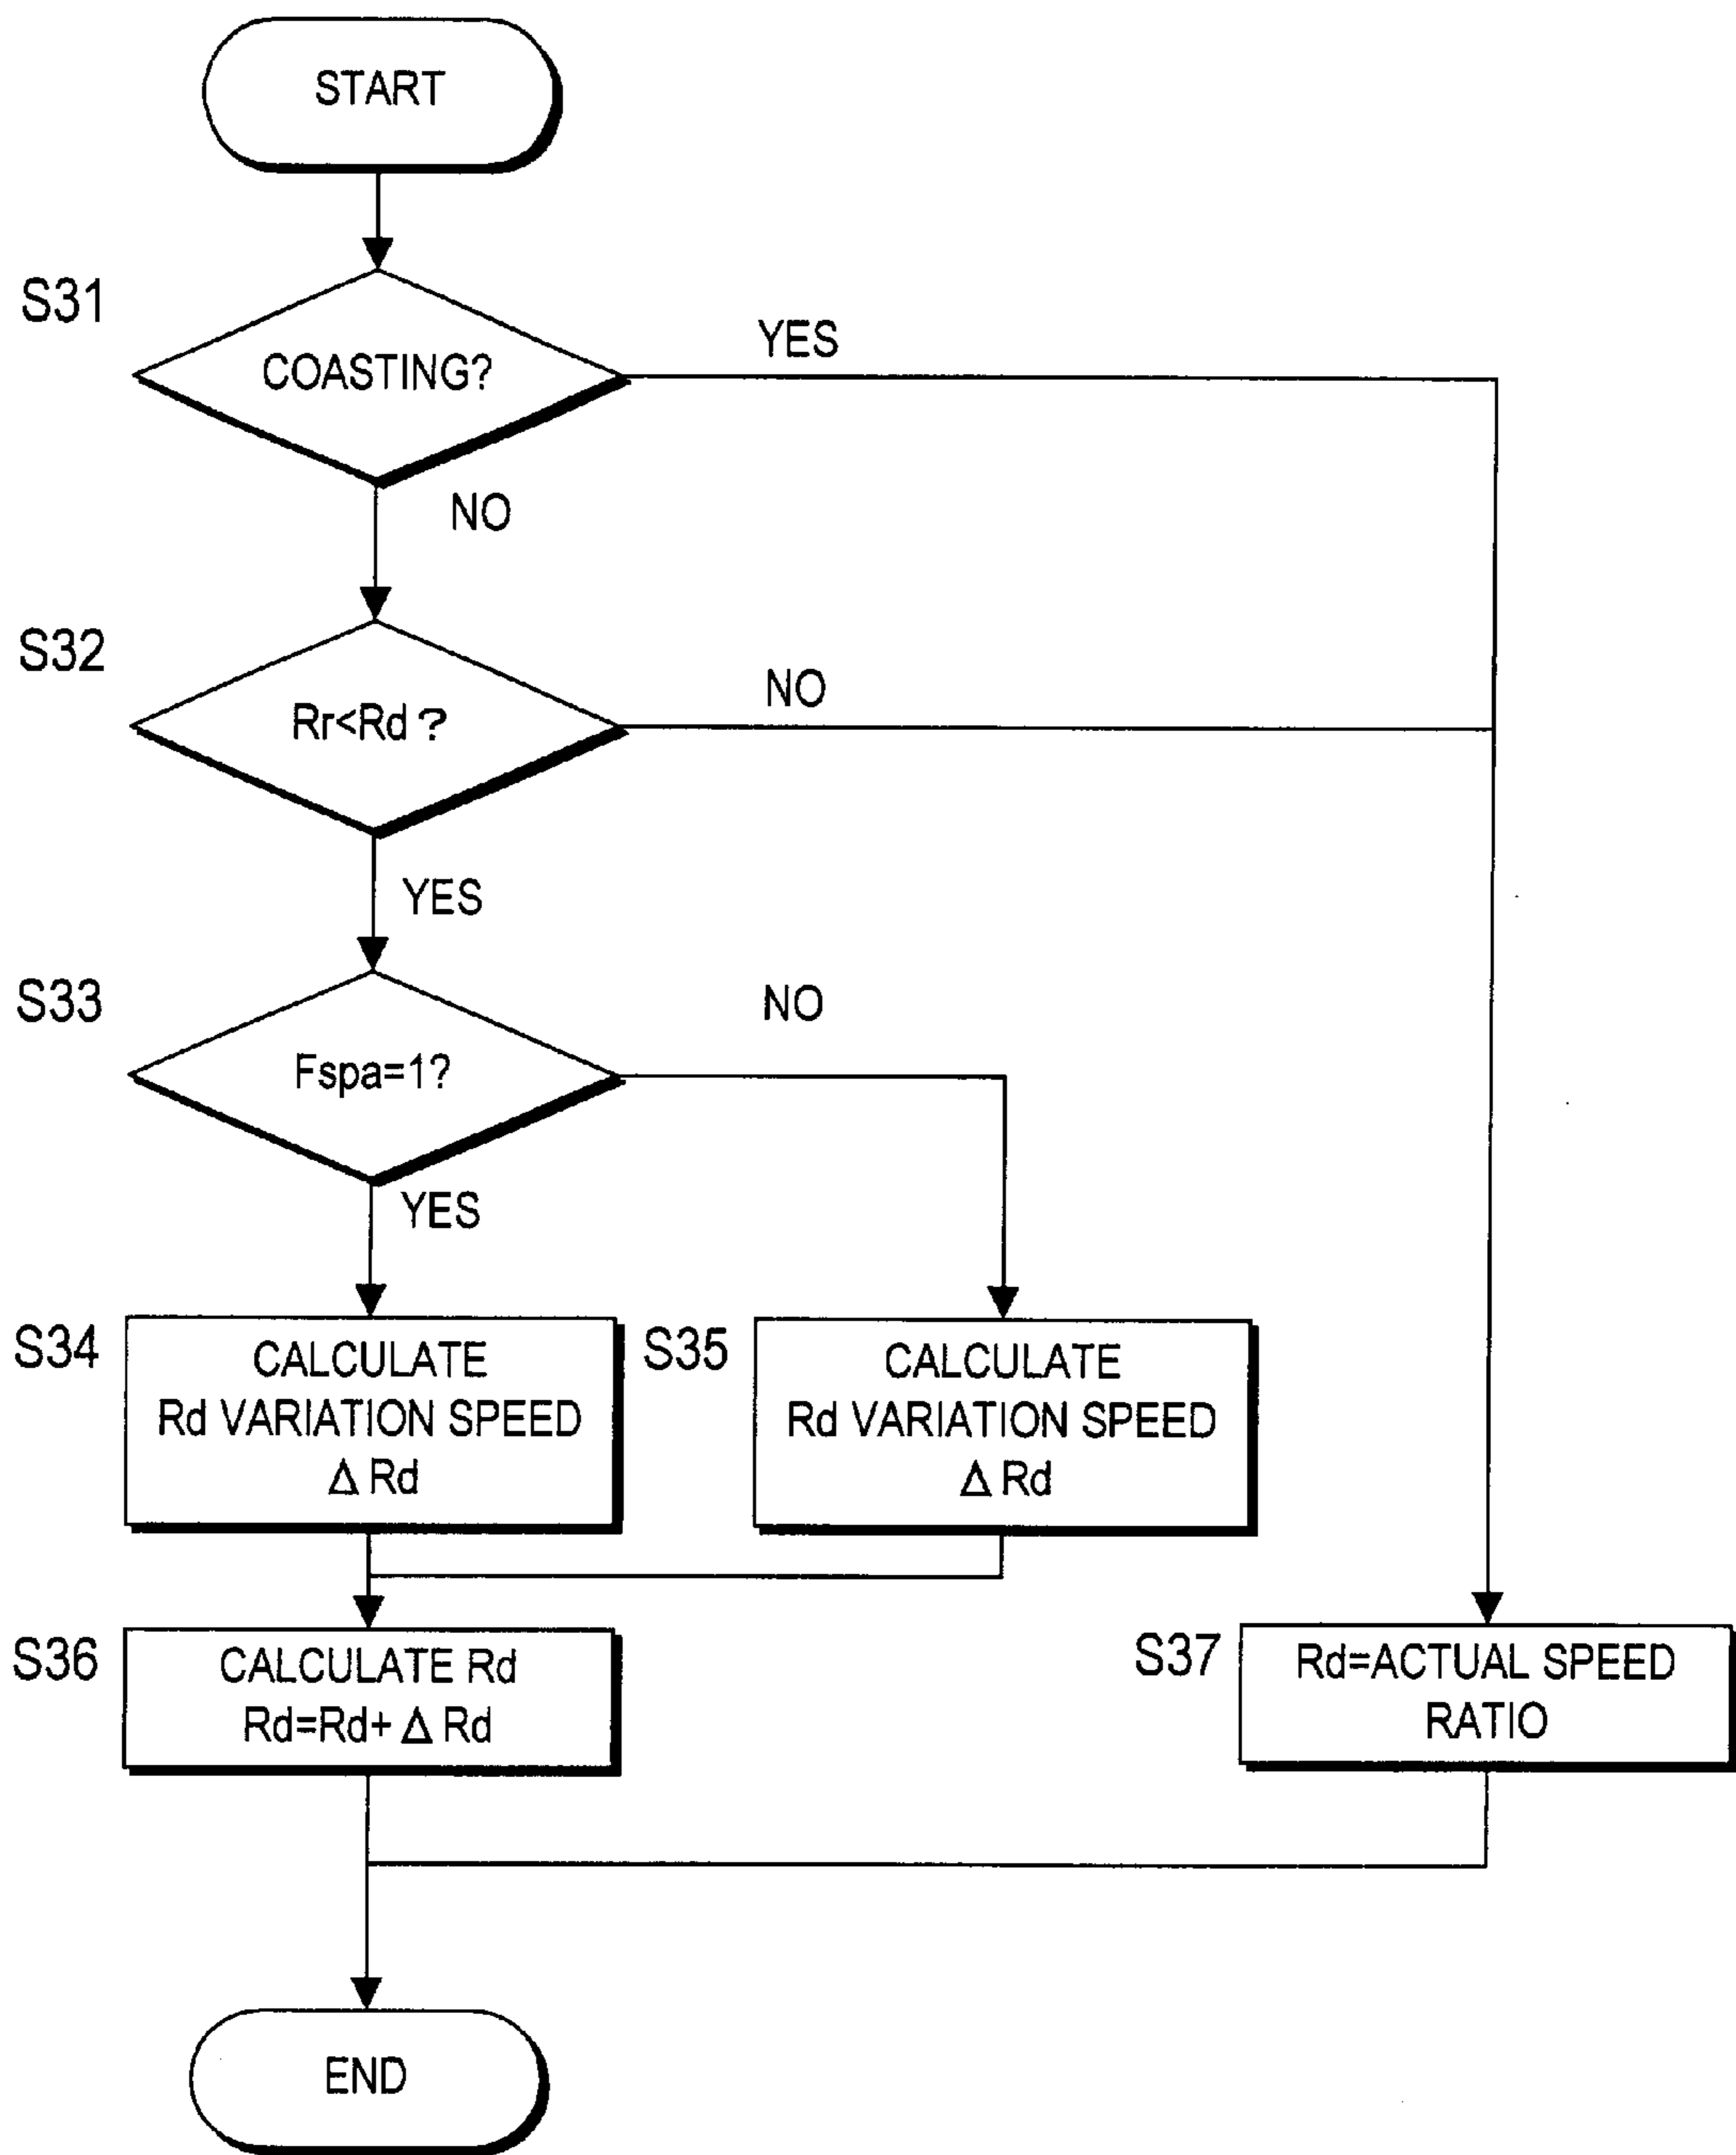 START
S31
COASTING?
YES
NO
S32
Rr<Rd ?
NO
YES
S33
Fspa=1?
NO
YES
S34
CALCULATE
Rd VARIATION SPEED
Δ Rd
S35
CALCULATE
Rd VARIATION SPEED
Δ Rd
S36
CALCULATE Rd
Rd=Rd+ Δ Rd
S37
Rd=ACTUAL SPEED
RATIO
END